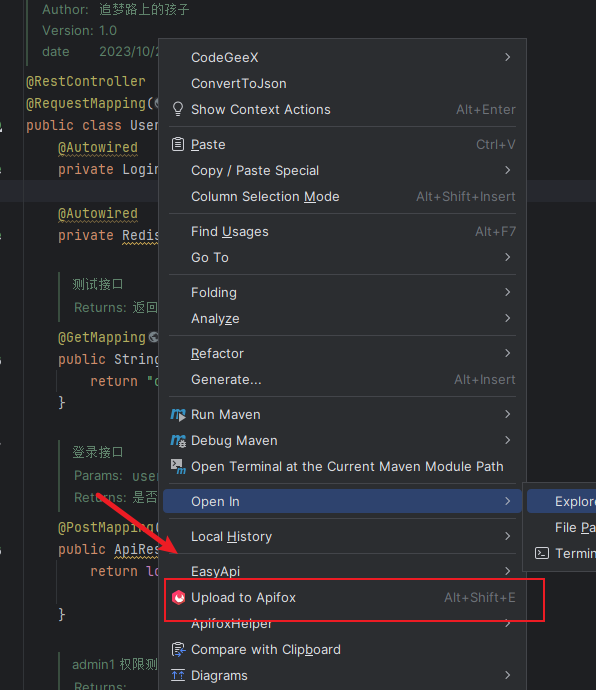 Author: 追梦路上的孩子
Version: 1.0
date 2023/10/2
@RestController
@RequestMapping(
public class User
@Autowired
private Login
@Autowired
private Redis
测试接口
Returns: 返回
@GetMapping
public String
return "
}
登录接口
Params: user
Returns: 是否
@PostMapping(
public ApiRes
return lo
}
admin1 权限测
Returns:
CodeGeeX
ConvertToJson
Show Context Actions Alt+Enter
Paste Ctrl+V
Copy / Paste Special
Column Selection Mode Alt+Shift+Insert
Find Usages Alt+F7
Go To
Folding
Analyze
Refactor
Generate... Alt+Insert
Run Maven
Debug Maven
Open Terminal at the Current Maven Module Path
Open In
Local History
EasyApi
Upload to Apifox Alt+Shift+E
ApifoxHelper
Compare with Clipboard
Diagrams
Explore
File Pa
Termin